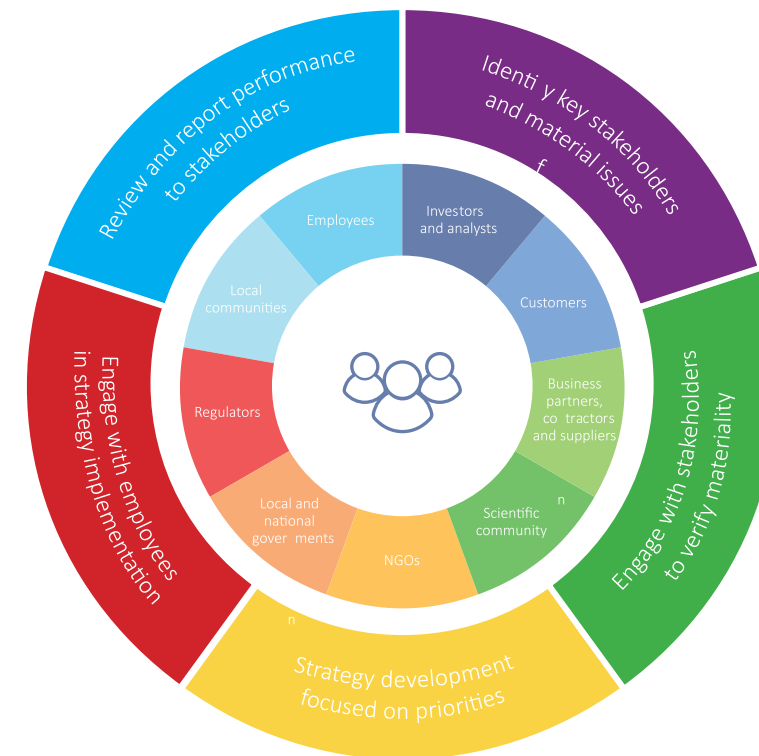 Review and report performance
to stakeholders
Identi y key stakeholders
and material issues
f
Engage with stakeholders
to verify materiality
Strategy development
focused on priorities
Engage with employees
in strategy implementation
Employees
Investors
and analysts
Customers
Business
partners,
co tractors
and suppliers
n
Scientific
community
NGOs
Local and
national
gover ments
n
Regulators
Local
communities